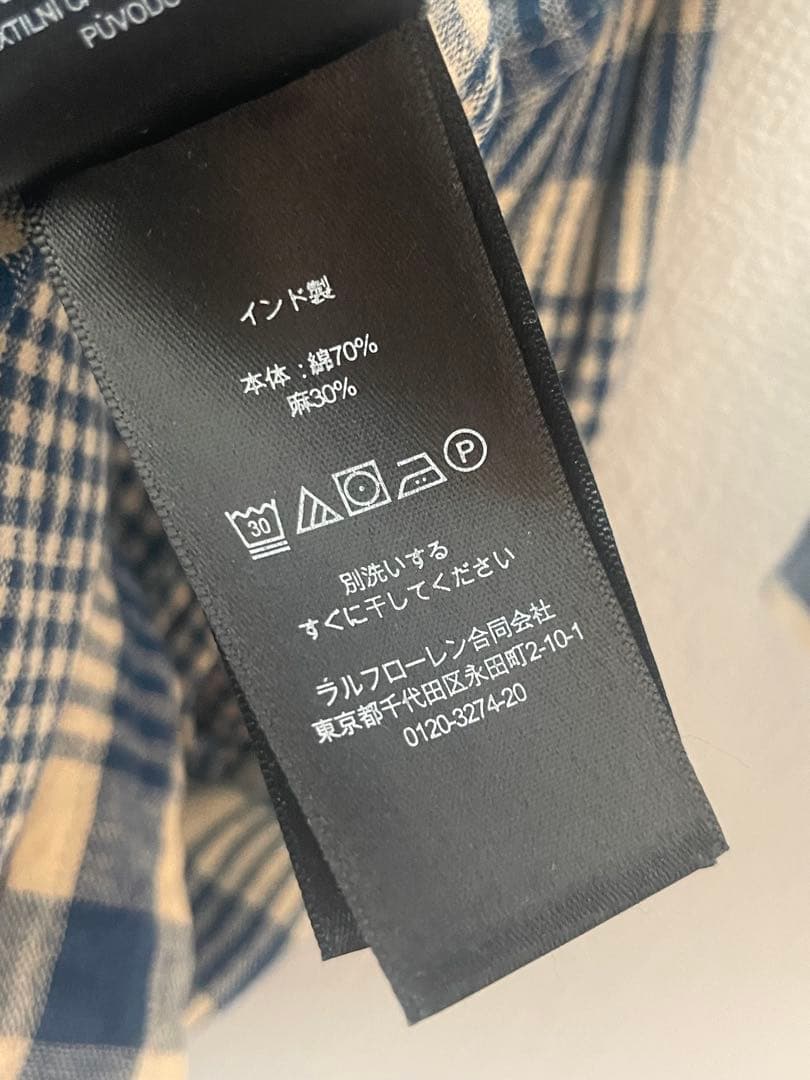 PŮVODU
インド製
本体 : 綿70%
麻30%
30
P
別洗いする
すぐに干してください
ラルフローレン合同会社
東京都千代田区永田町2-10-1
0120-3274-20